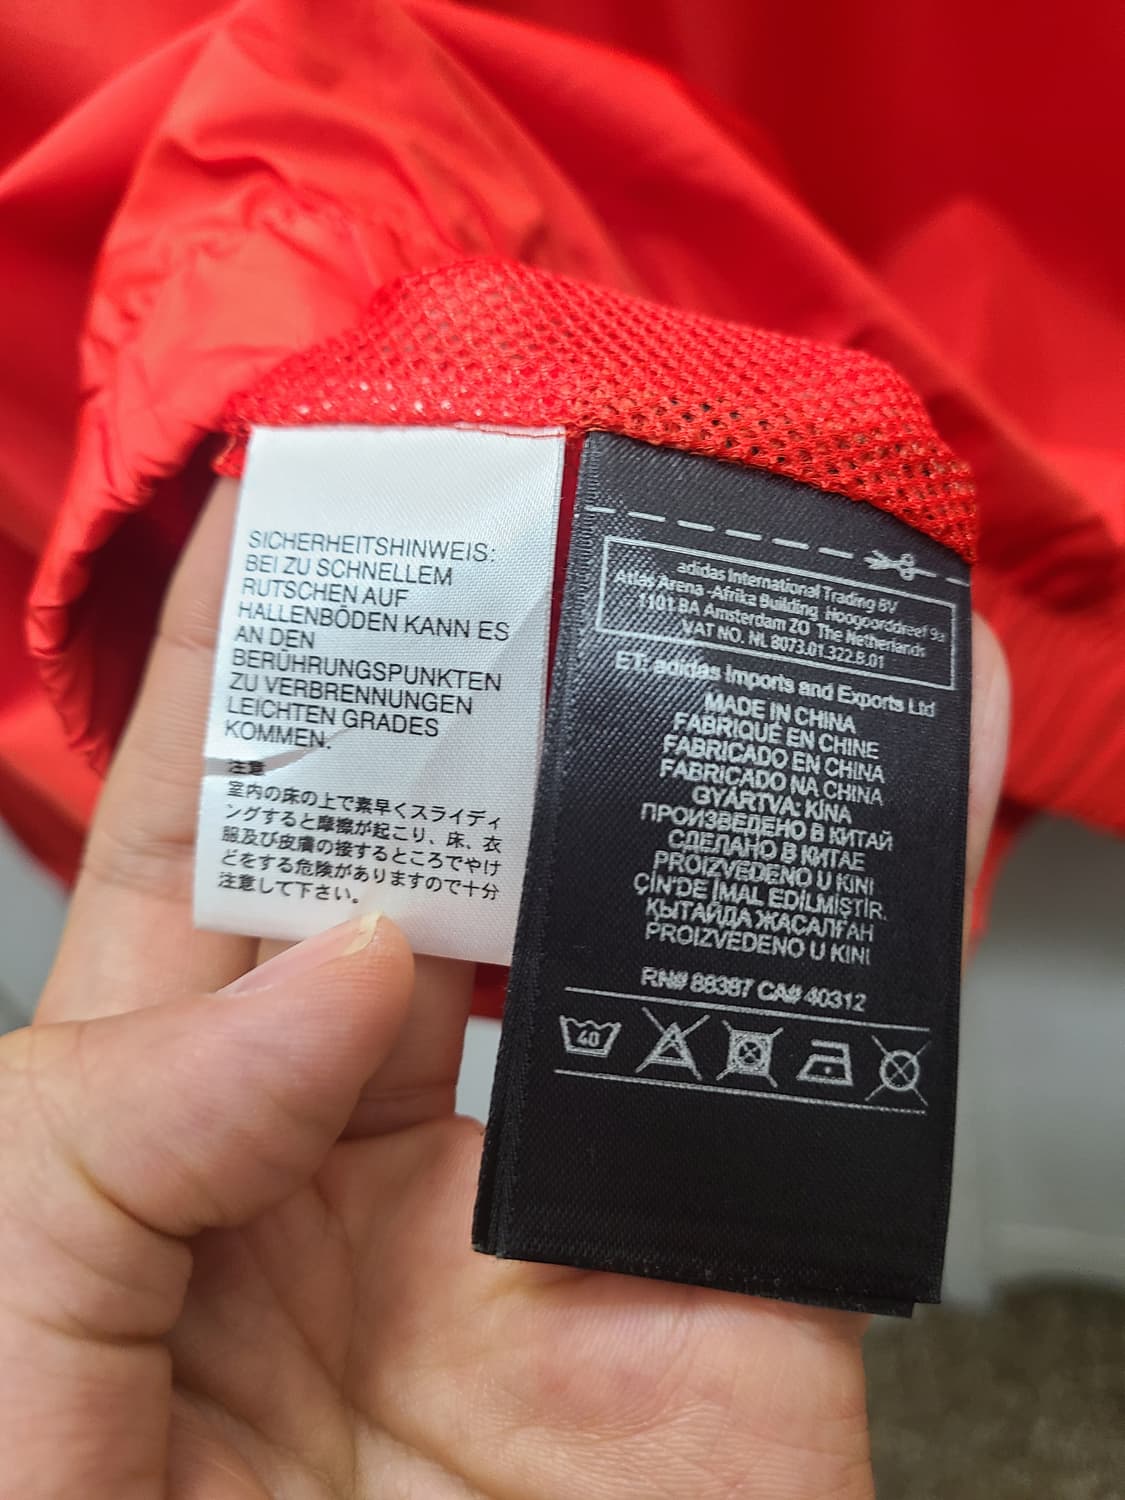 SICHERHEITSHINWEIS:
BEI ZU SCHNELLEM
RUTSCHEN AUF
HALLENBÖDEN KANN ES
AN DEN
BERÜHRUNGSPUNKTEN
ZU VERBRENNUNGEN
LEICHTEN GRADES
KOMMEN.
注意
室内の床の上で素早くスライディ
ングすると摩擦が起こり、床、衣
服及び皮膚の接するところでやけ
どをする危険がありますので十分
注意して下さい。
adidas International Trading BV
Atlas Arena -Afrika Building Hoogoorddreef 9a
1101 BA Amsterdam ZO The Netherlands
VAT NO. NL 8073.01.322.B.01
ET: adidas Imports and Exports Ltd
MADE IN CHINA
FABRIQUÉ EN CHINE
FABRICADO EN CHINA
FABRICADO NA CHINA
GYÁRTVA: KÍNA
ПРОИЗВЕДЕНО В КИТАЙ
СДЕЛАНО В КИТАЕ
PROIZVEDENO U KINI
ÇİN'DE İMAL EDİLMİŞTİR.
ҚЫТАЙДА ЖАСАЛҒАН
PROIZVEDENO U KINI
RN# 88387 CA# 40312
40